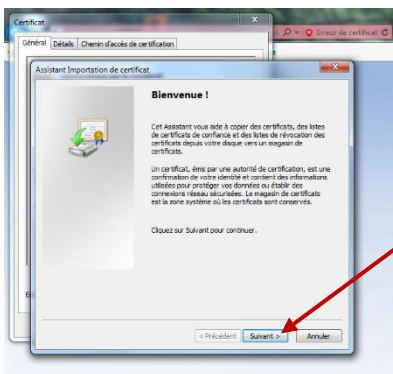 Certificat
Erreur de certificat
Général Détails Chemin d'accès de certification
Assistant Importation de certificat
Bienvenue !
Cet Assistant vous aide à copier des certificats, des listes
de certificats de confiance et des listes de révocation des
certificats depuis votre disque vers un magasin de
certificats.
Un certificat, émis par une autorité de certification, est une
confirmation de votre identité et contient des informations
utilisées pour protéger vos données ou établir des
connexions réseau sécurisées. Le magasin de certificats
est la zone système où les certificats sont conservés.
Cliquez sur Suivant pour continuer.
< Précédent Suivant > Annuler